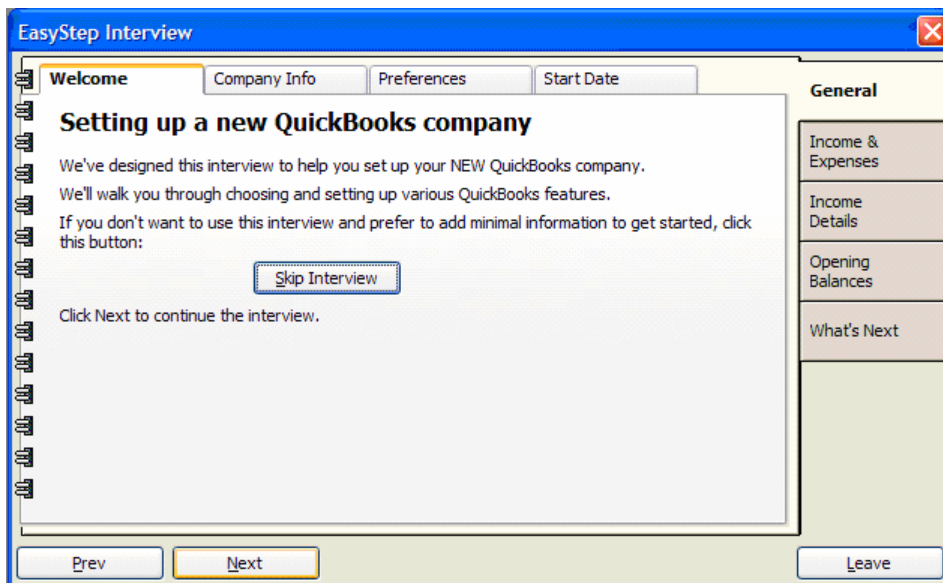 EasyStep Interview
Welcome
Company Info
Preferences
Start Date
General
Setting up a new QuickBooks company
We've designed this interview to help you set up your NEW QuickBooks company.
We'll walk you through choosing and setting up various QuickBooks features.
If you don't want to use this interview and prefer to add minimal information to get started, click
this button:
Skip Interview
Click Next to continue the interview.
Income &
Expenses
Income
Details
Opening
Balances
What's Next
Prev
Next
Leave